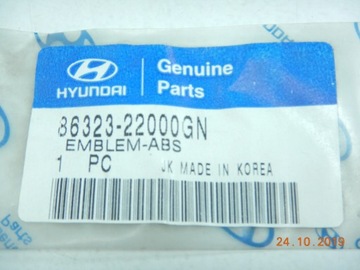 HYUNDAI
Genuine
Parts
86323-22000GN
EMBLEM-ABS
1 PC JK MADE IN KOREA
24.10.2019